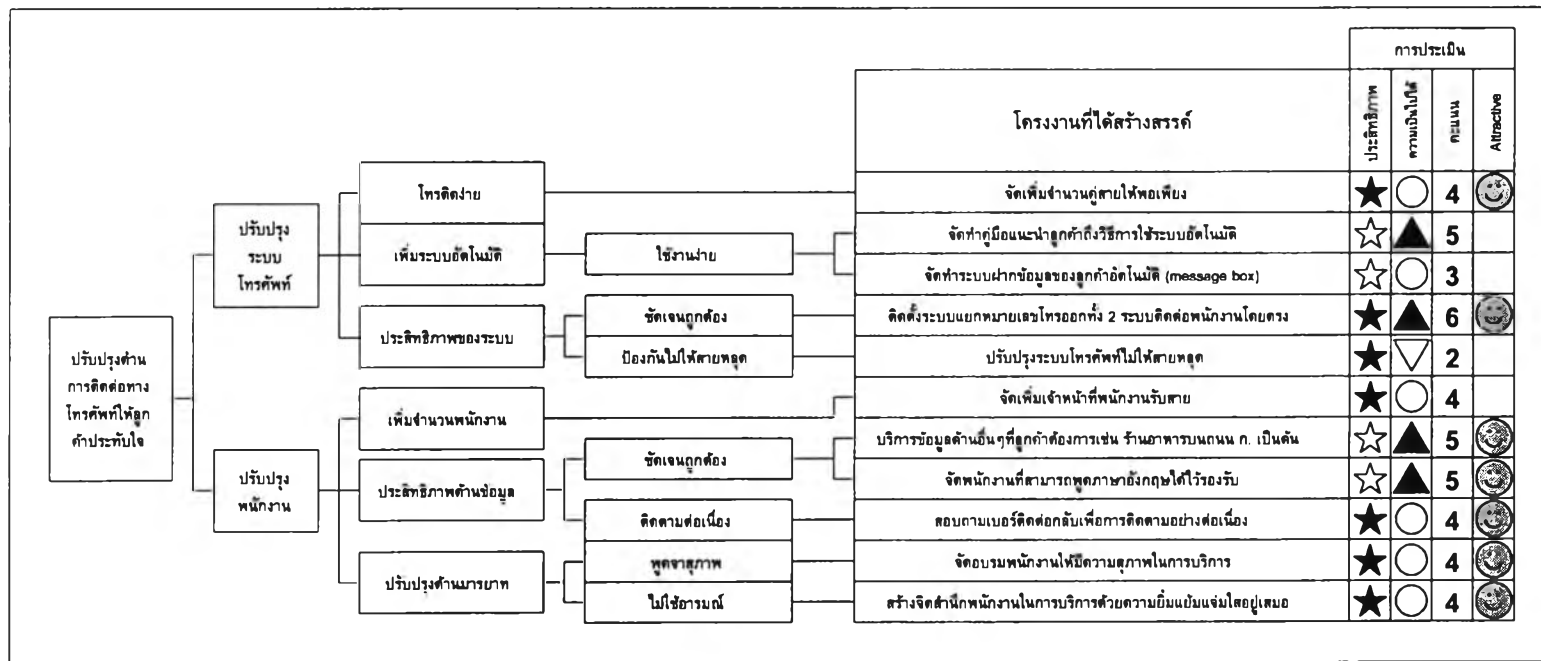 การประเมิน
โครงงานที่ได้สร้างสรรค์
ประสิทธิภาพ
ความเป็นไปได้
คะแนน
Attractive
ปรับปรุงด้าน
การติดต่อทาง
โทรศัพท์ให้ลูก
ค้าประทับใจ
ปรับปรุง
ระบบ
โทรศัพท์
ปรับปรุง
พนักงาน
โทรติดง่าย
เพิ่มระบบอัตโนมัติ
ประสิทธิภาพของระบบ
เพิ่มจำนวนพนักงาน
ประสิทธิภาพด้านข้อมูล
ปรับปรุงด้านมารยาท
ใช้งานง่าย
ชัดเจนถูกต้อง
ป้องกันไม่ให้สายหลุด
ชัดเจนถูกต้อง
ติดตามต่อเนื่อง
พูดจาสุภาพ
ไม่ใช้อารมณ์
จัดเพิ่มจำนวนคู่สายให้พอเพียง 4
จัดทำคู่มือแนะนำลูกค้าถึงวิธีการใช้ระบบอัตโนมัติ 5
จัดทำระบบฝากข้อมูลของลูกค้าอัตโนมัติ (message box) 3
ติดตั้งระบบแยกหมายเลขโทรออกทั้ง 2 ระบบติดต่อพนักงานโดยตรง 6
ปรับปรุงระบบโทรศัพท์ไม่ให้สายหลุด 2
จัดเพิ่มเจ้าหน้าที่พนักงานรับสาย 4
บริการข้อมูลด้านอื่นๆที่ลูกค้าต้องการเช่น ร้านอาหารบนถนน ก. เป็นต้น 5
จัดพนักงานที่สามารถพูดภาษาอังกฤษได้ไว้รองรับ 5
สอบถามเบอร์ติดต่อกลับเพื่อการติดตามอย่างต่อเนื่อง 4
จัดอบรมพนักงานให้มีความสุภาพในการบริการ 4
สร้างจิตสำนึกพนักงานในการบริการด้วยความยิ้มแย้มแจ่มใสอยู่เสมอ 4